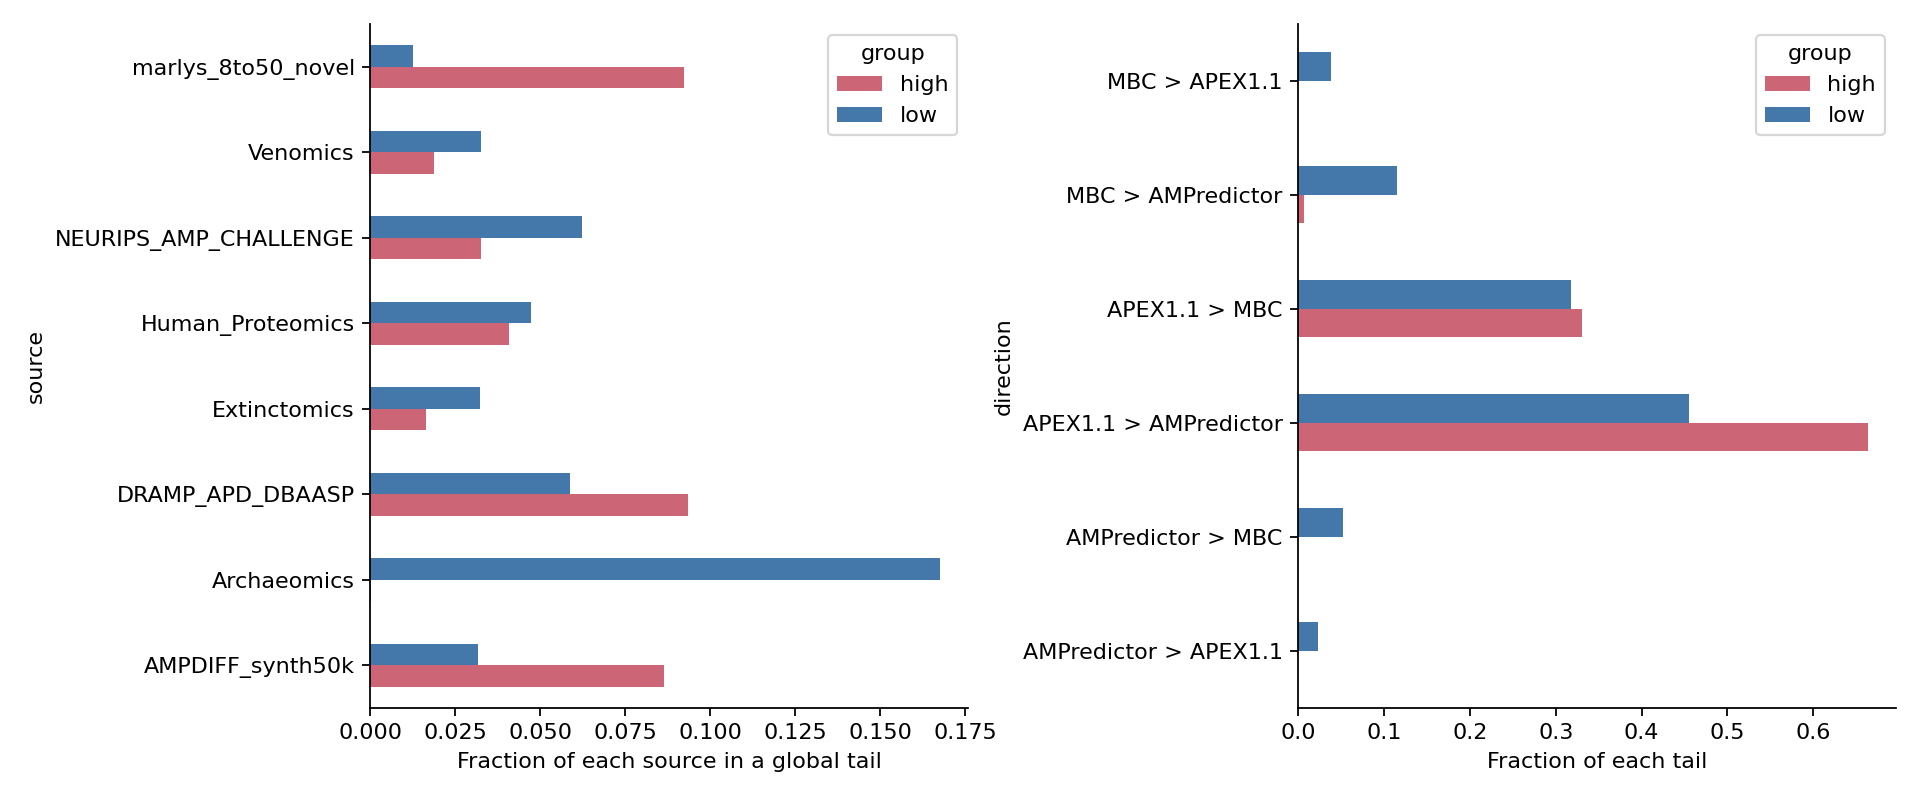 source
marlys_8to50_novel
Venomics
NEURIPS_AMP_CHALLENGE
Human_Proteomics
Extinctomics
DRAMP_APD_DBAASP
Archaeomics
AMPDIFF_synth50k
0.000 0.025 0.050 0.075 0.100 0.125 0.150 0.175
Fraction of each source in a global tail
group
high
low
direction
MBC > APEX1.1
MBC > AMPredictor
APEX1.1 > MBC
APEX1.1 > AMPredictor
AMPredictor > MBC
AMPredictor > APEX1.1
0.0 0.1 0.2 0.3 0.4 0.5 0.6
Fraction of each tail
group
high
low